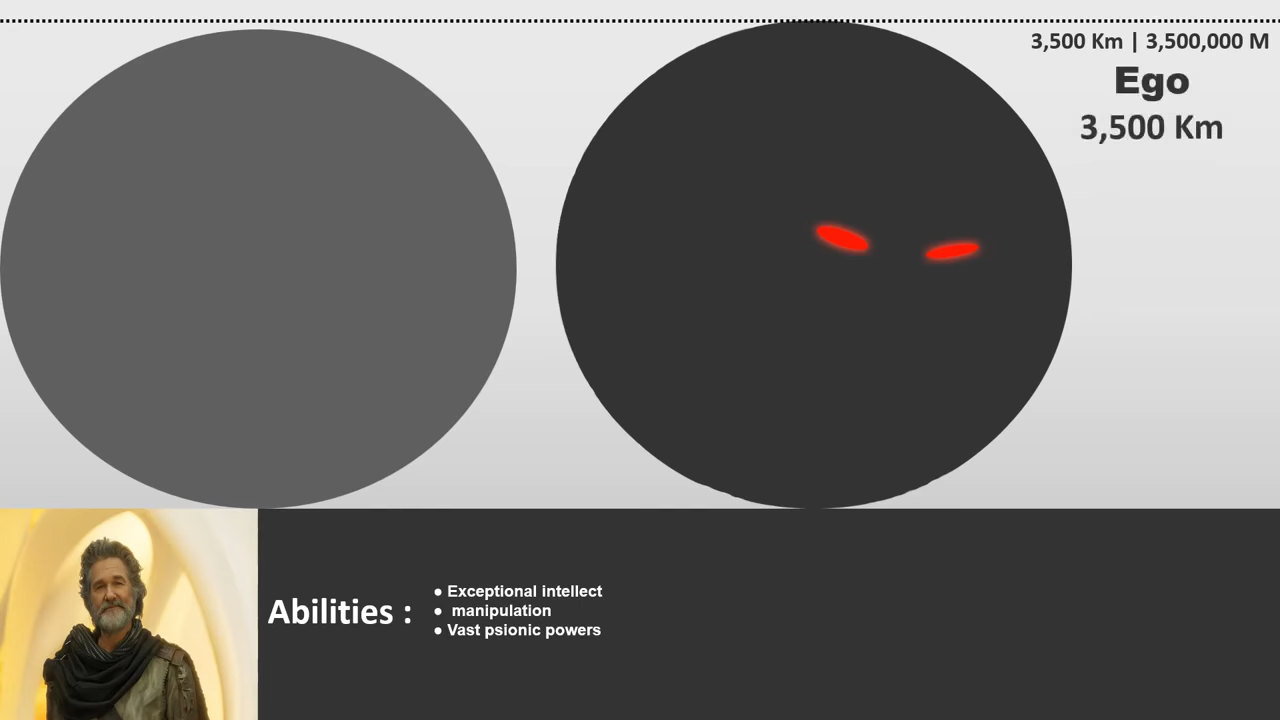 3,500 Km | 3,500,000 M
Ego
3,500 Km
Abilities :
● Exceptional intellect
● manipulation
● Vast psionic powers